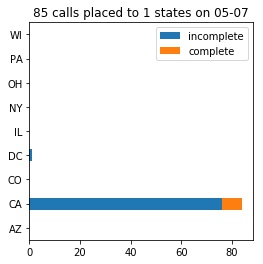 85 calls placed to 1 states on 05-07
incomplete
complete
WI
PA
OH
NY
IL
DC
CO
CA
AZ
0 20 40 60 80